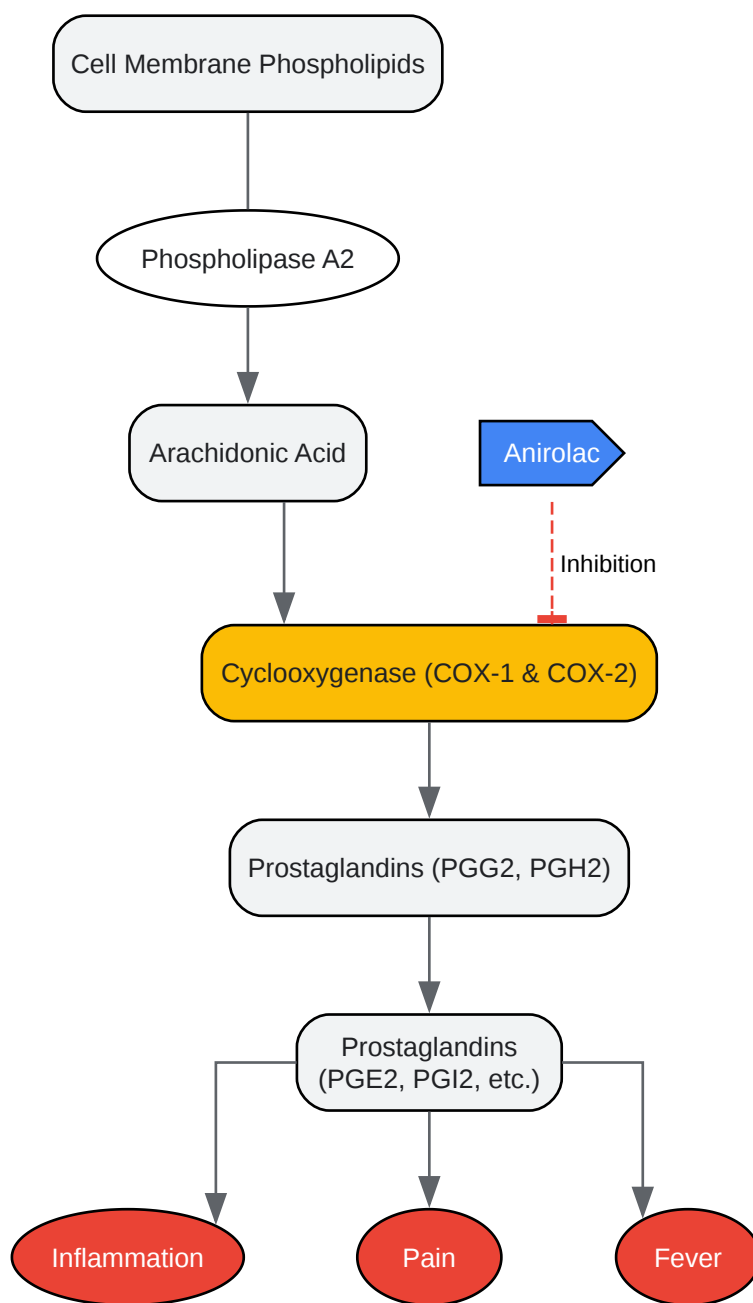 Cell Membrane Phospholipids
Phospholipase A2
Arachidonic Acid
Anirolac
Inhibition
Cyclooxygenase (COX-1 & COX-2)
Prostaglandins (PGG2, PGH2)
Prostaglandins
(PGE2, PGI2, etc.)
Inflammation
Pain
Fever